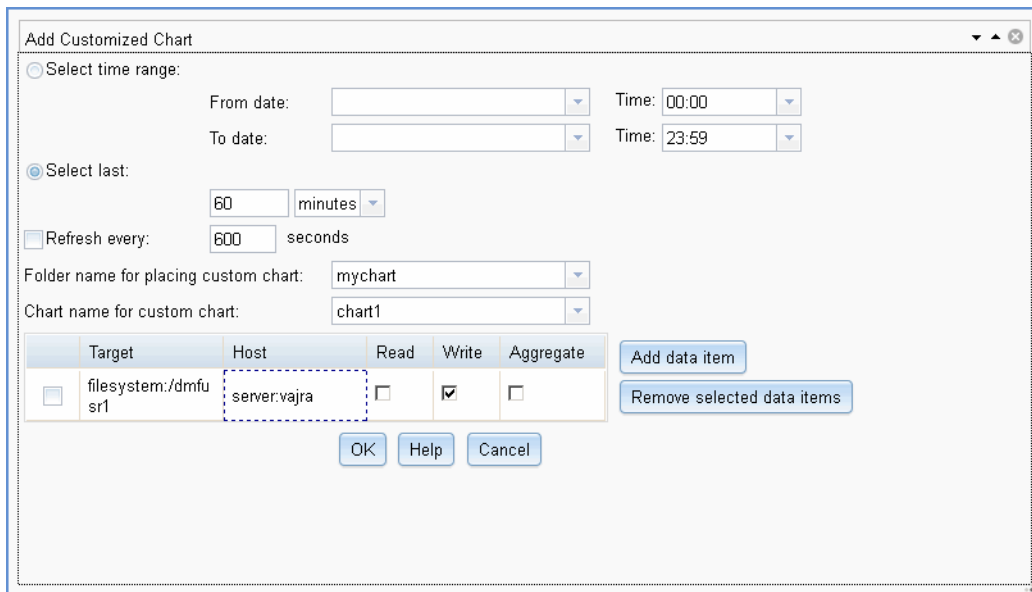 Add Customized Chart
Select time range:
From date: Time: 00:00
To date: Time: 23:59
Select last:
60 minutes
Refresh every: 600 seconds
Folder name for placing custom chart: mychart
Chart name for custom chart: chart1
Target Host Read Write Aggregate Add data item
filesystem:/dmfu
sr1 server:vajra Remove selected data items
OK Help Cancel